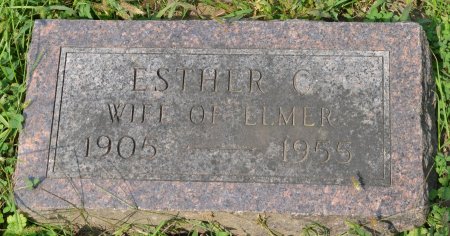 ESTHER C.
WIFE OF ELMER
1905 — 1955